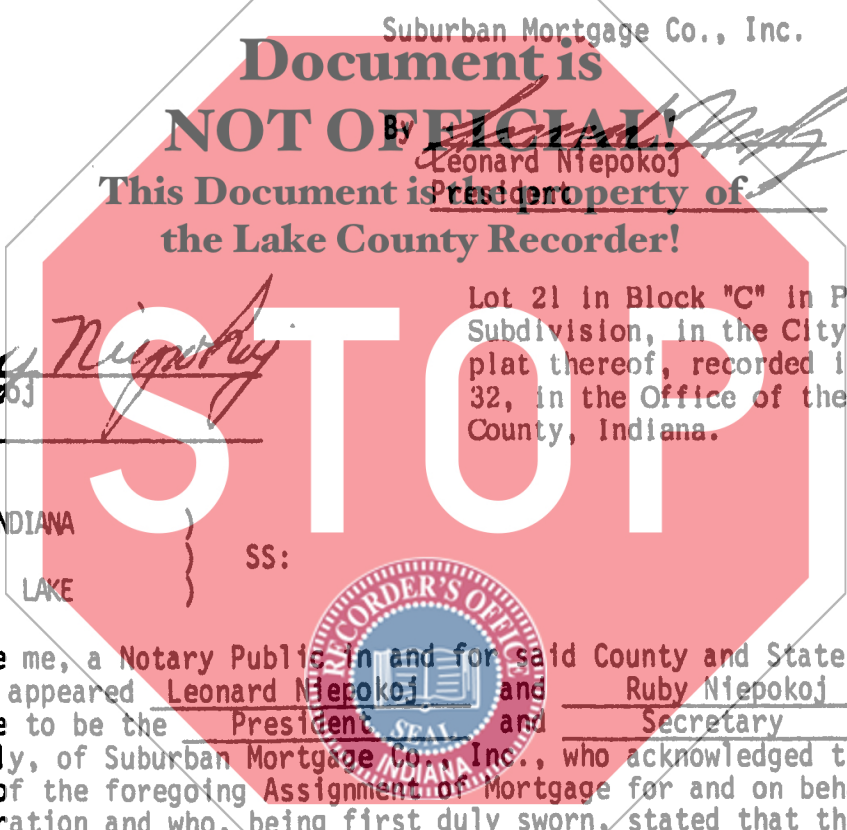 Suburban Mortgage Co., Inc.
Document is
NOT OFFICIAL!
By
Leonard Niepokoj
President
This Document is the property of
the Lake County Recorder!
Niepokoj
oj
Lot 21 in Block "C" in P
Subdivision, in the City
plat thereof, recorded i
32, in the Office of the
County, Indiana.
STOP
NDIANA )
) SS:
LAKE )
RECORDER'S OFFICE
SEAL
INDIANA
e me, a Notary Public in and for said County and State
appeared Leonard Niepokoj and Ruby Niepokoj
e to be the President and Secretary
ly, of Suburban Mortgage Co., Inc., who acknowledged t
of the foregoing Assignment of Mortgage for and on beh
ration and who, being first duly sworn, stated that th